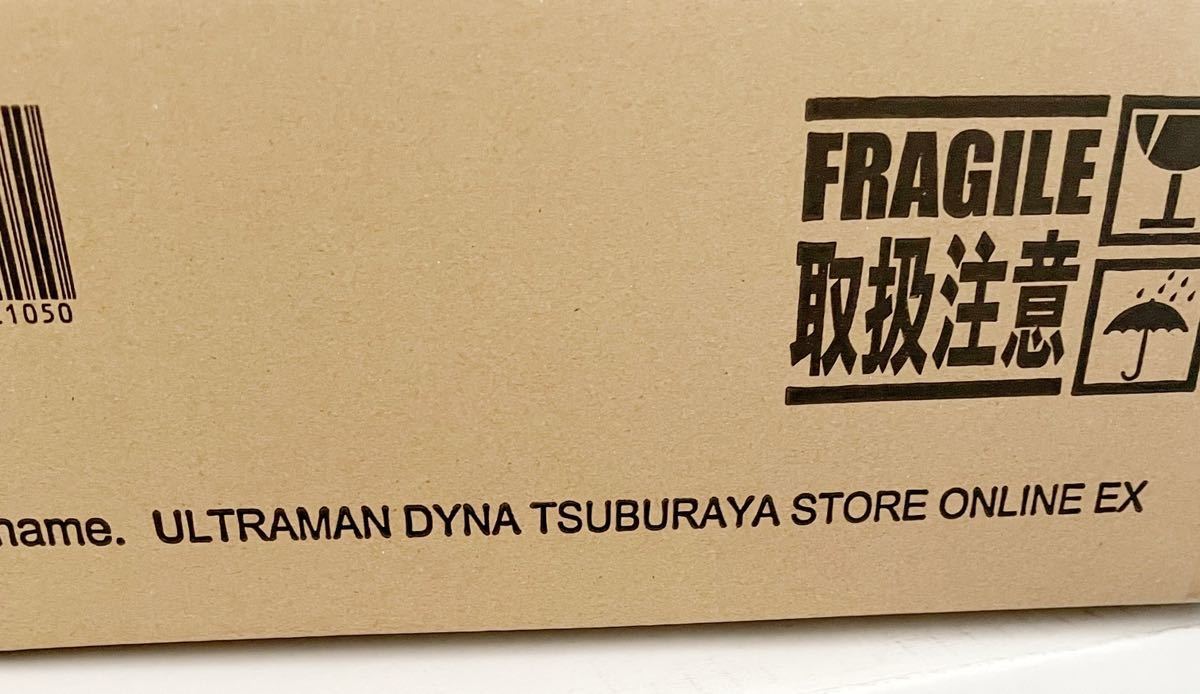 1050
FRAGILE
取扱注意
name. ULTRAMAN DYNA TSUBURAYA STORE ONLINE EX